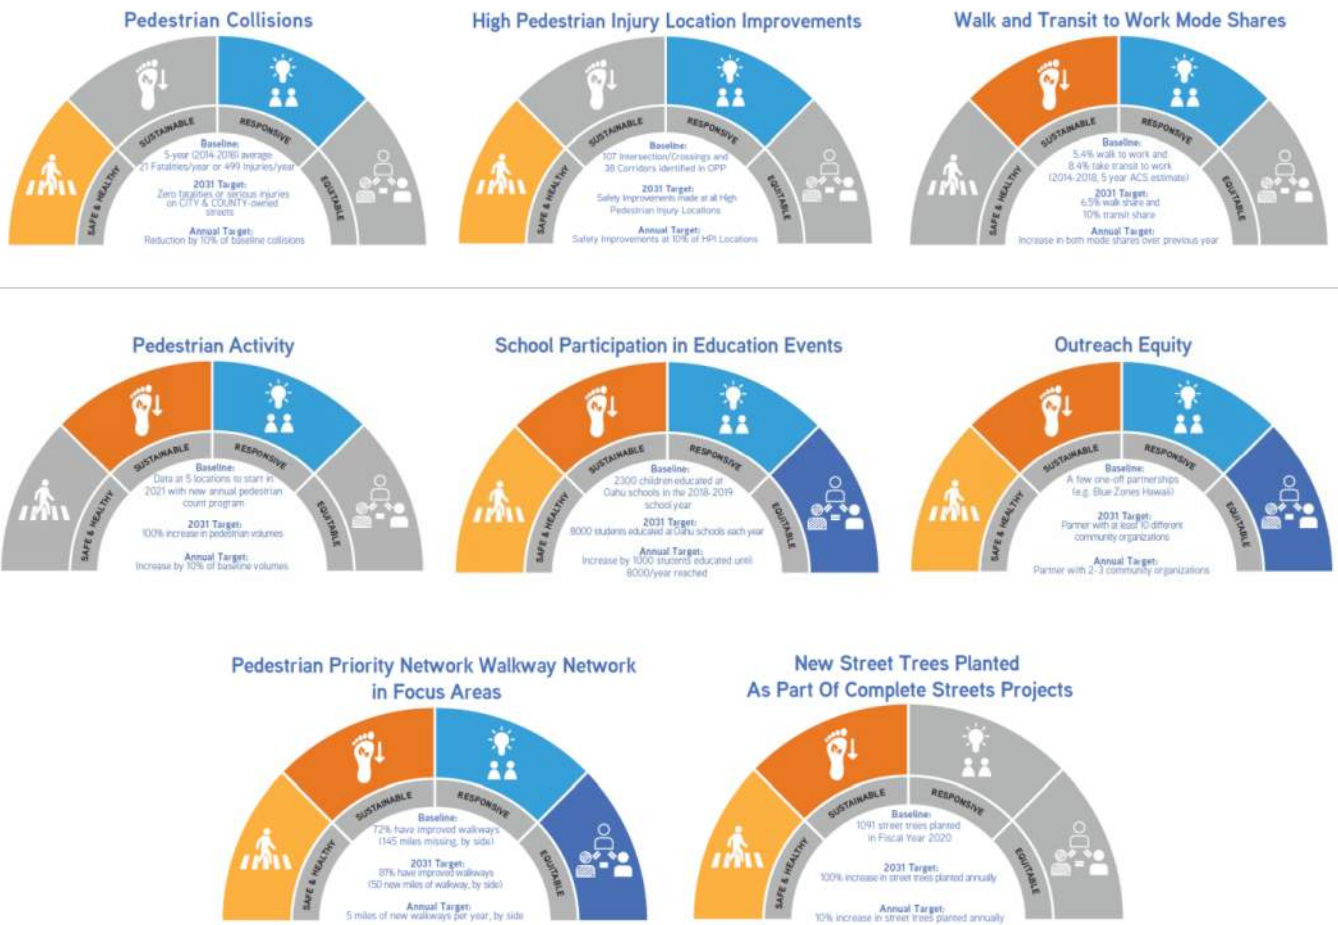 Pedestrian Collisions
SAFE & HEALTHY
SUSTAINABLE
RESPONSIVE
EQUITABLE
Baseline:
5-year (2014-2018) average:
21 Fatalities/year or 499 Injuries/year
2031 Target:
Zero fatalities or serious injuries
on CITY & COUNTY-owned
streets
Annual Target:
Reduction by 10% of baseline collisions
High Pedestrian Injury Location Improvements
SAFE & HEALTHY
SUSTAINABLE
RESPONSIVE
EQUITABLE
Baseline:
107 Intersection/Crossings and
38 Corridors identified in OPP
2031 Target:
Safety Improvements made at all High
Pedestrian Injury Locations
Annual Target:
Safety Improvements at 10% of HPI Locations
Walk and Transit to Work Mode Shares
SAFE & HEALTHY
SUSTAINABLE
RESPONSIVE
EQUITABLE
Baseline:
5.4% walk to work and
8.4% take transit to work
(2014-2018, 5 year ACS estimate)
2031 Target:
6.5% walk share and
10% transit share
Annual Target:
Increase in both mode shares over previous year
Pedestrian Activity
SAFE & HEALTHY
SUSTAINABLE
RESPONSIVE
EQUITABLE
Baseline:
Data at 5 locations to start in
2021 with new annual pedestrian
count program
2031 Target:
100% increase in pedestrian volumes
Annual Target:
Increase by 10% of baseline volumes
School Participation in Education Events
SAFE & HEALTHY
SUSTAINABLE
RESPONSIVE
EQUITABLE
Baseline:
2300 children educated at
Oahu schools in the 2018-2019
school year
2031 Target:
8000 students educated at Oahu schools each year
Annual Target:
Increase by 1000 students educated until
8000/year reached
Outreach Equity
SAFE & HEALTHY
SUSTAINABLE
RESPONSIVE
EQUITABLE
Baseline:
A few one-off partnerships
(e.g. Blue Zones Hawaii)
2031 Target:
Partner with at least 10 different
community organizations
Annual Target:
Partner with 2-3 community organizations
Pedestrian Priority Network Walkway Network
in Focus Areas
SAFE & HEALTHY
SUSTAINABLE
RESPONSIVE
EQUITABLE
Baseline:
72% have improved walkways
(145 miles missing, by side)
2031 Target:
81% have improved walkways
(50 new miles of walkway, by side)
Annual Target:
5 miles of new walkways per year, by side
New Street Trees Planted
As Part Of Complete Streets Projects
SAFE & HEALTHY
SUSTAINABLE
RESPONSIVE
EQUITABLE
Baseline:
1091 street trees planted
in Fiscal Year 2020
2031 Target:
100% increase in street trees planted annually
Annual Target:
10% increase in street trees planted annually